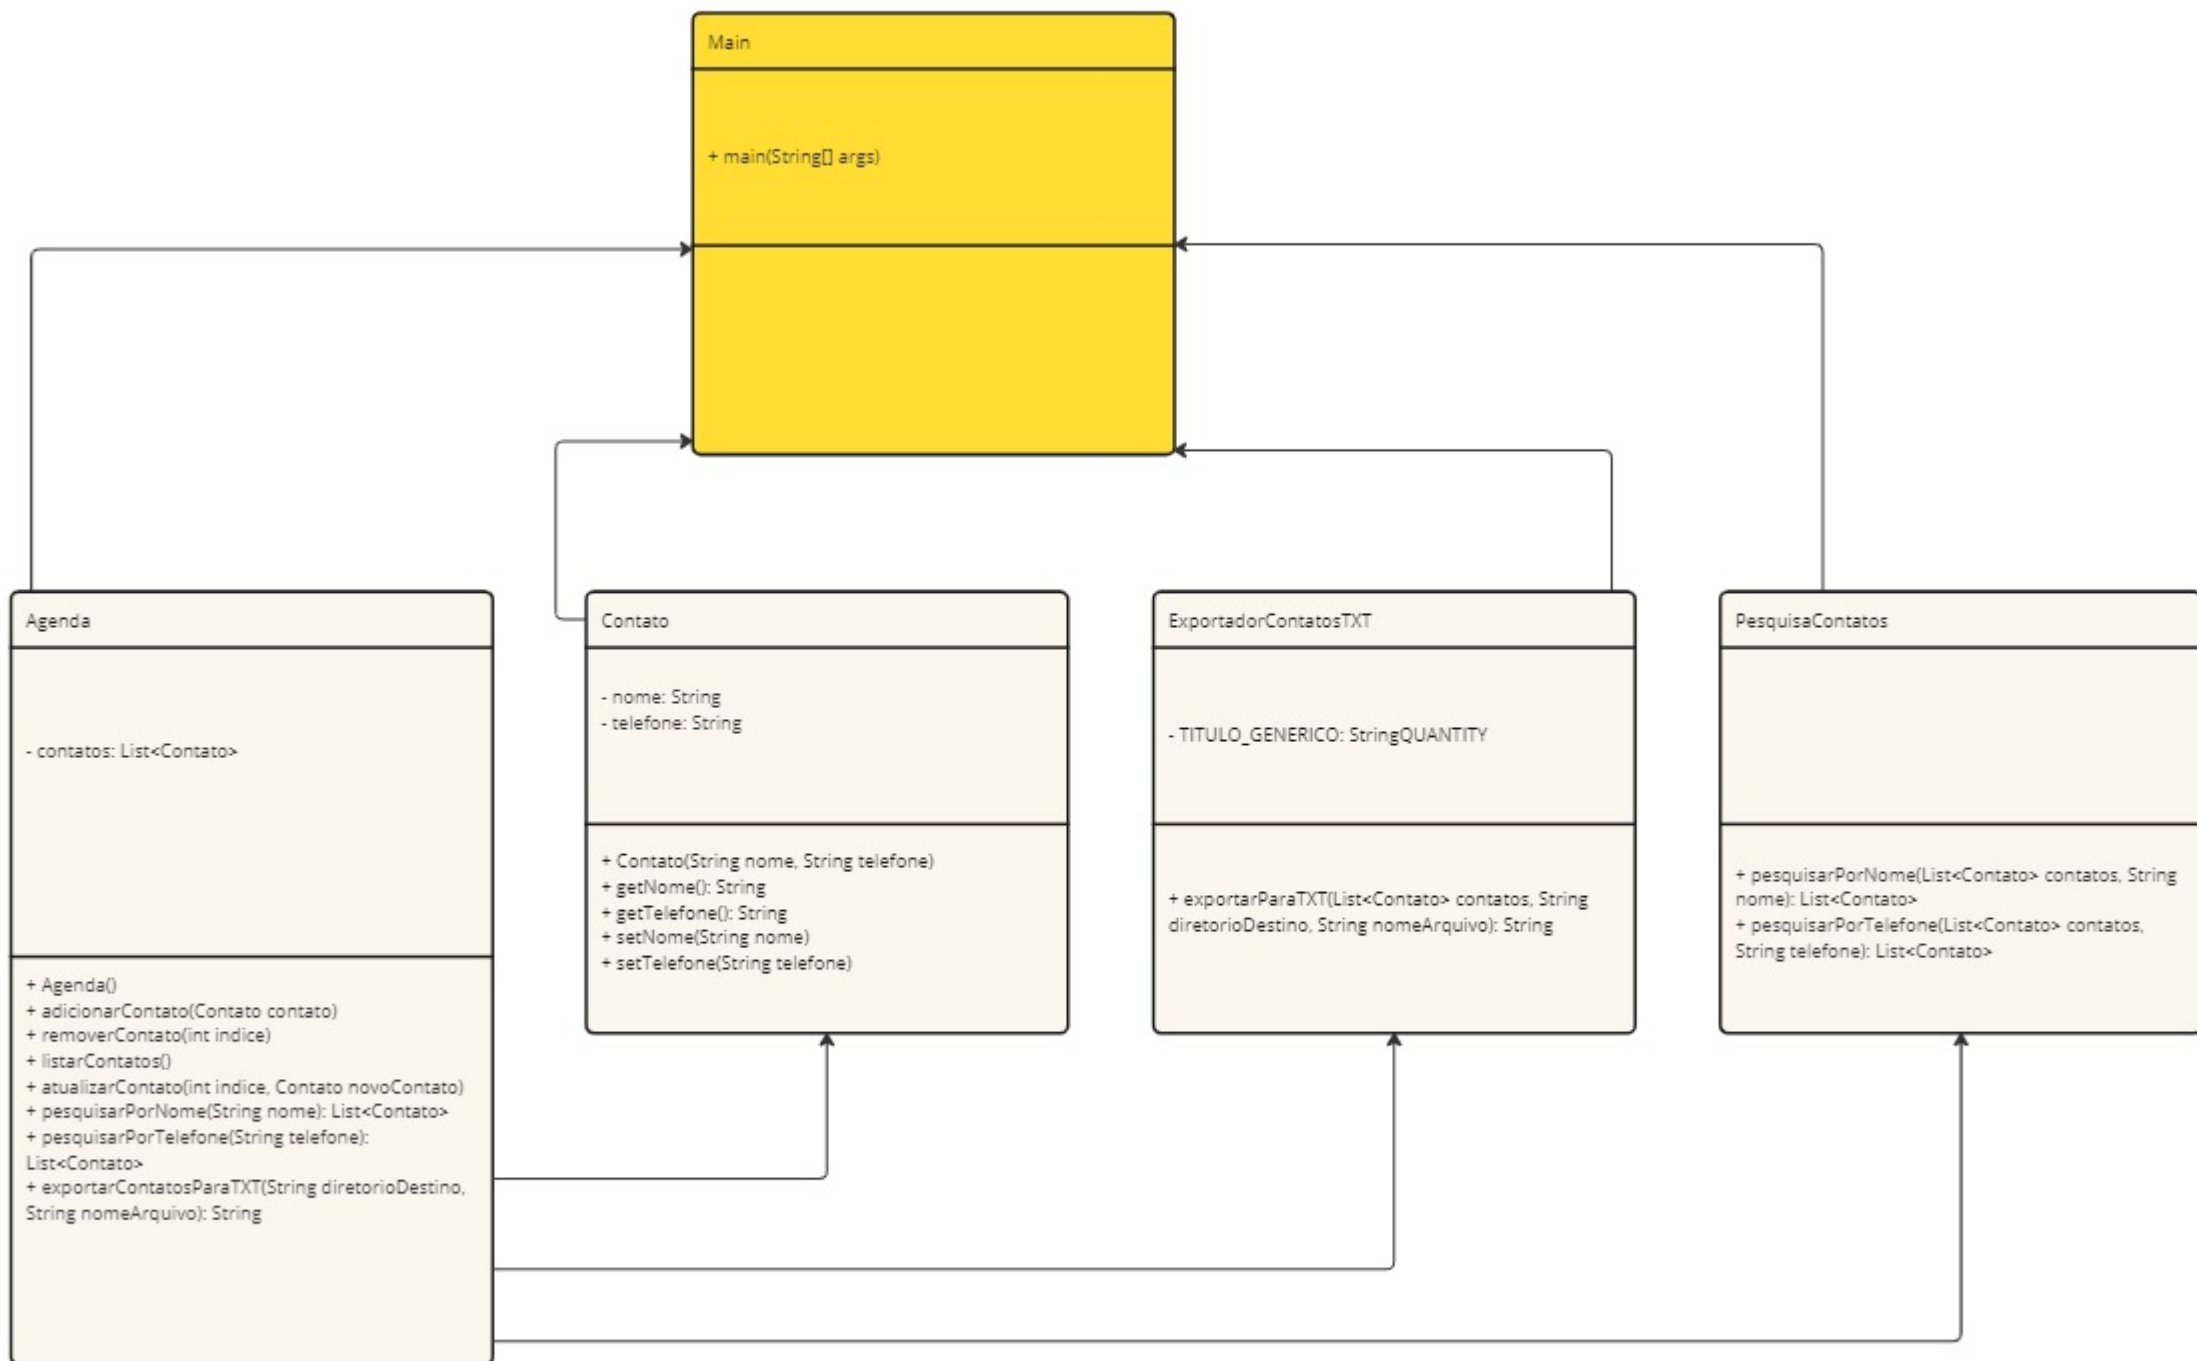 Main
+ main(String[] args)
Agenda
- contatos: List<Contato>
+ Agenda()
+ adicionarContato(Contato contato)
+ removerContato(int indice)
+ listarContatos()
+ atualizarContato(int indice, Contato novoContato)
+ pesquisarPorNome(String nome): List<Contato>
+ pesquisarPorTelefone(String telefone):
List<Contato>
+ exportarContatosParaTXT(String diretorioDestino,
String nomeArquivo): String
Contato
- nome: String
- telefone: String
+ Contato(String nome, String telefone)
+ getNome(): String
+ getTelefone(): String
+ setNome(String nome)
+ setTelefone(String telefone)
ExportadorContatosTXT
- TITULO_GENERICO: StringQUANTITY
+ exportarParaTXT(List<Contato> contatos, String
diretorioDestino, String nomeArquivo): String
PesquisaContatos
+ pesquisarPorNome(List<Contato> contatos, String
nome): List<Contato>
+ pesquisarPorTelefone(List<Contato> contatos,
String telefone): List<Contato>